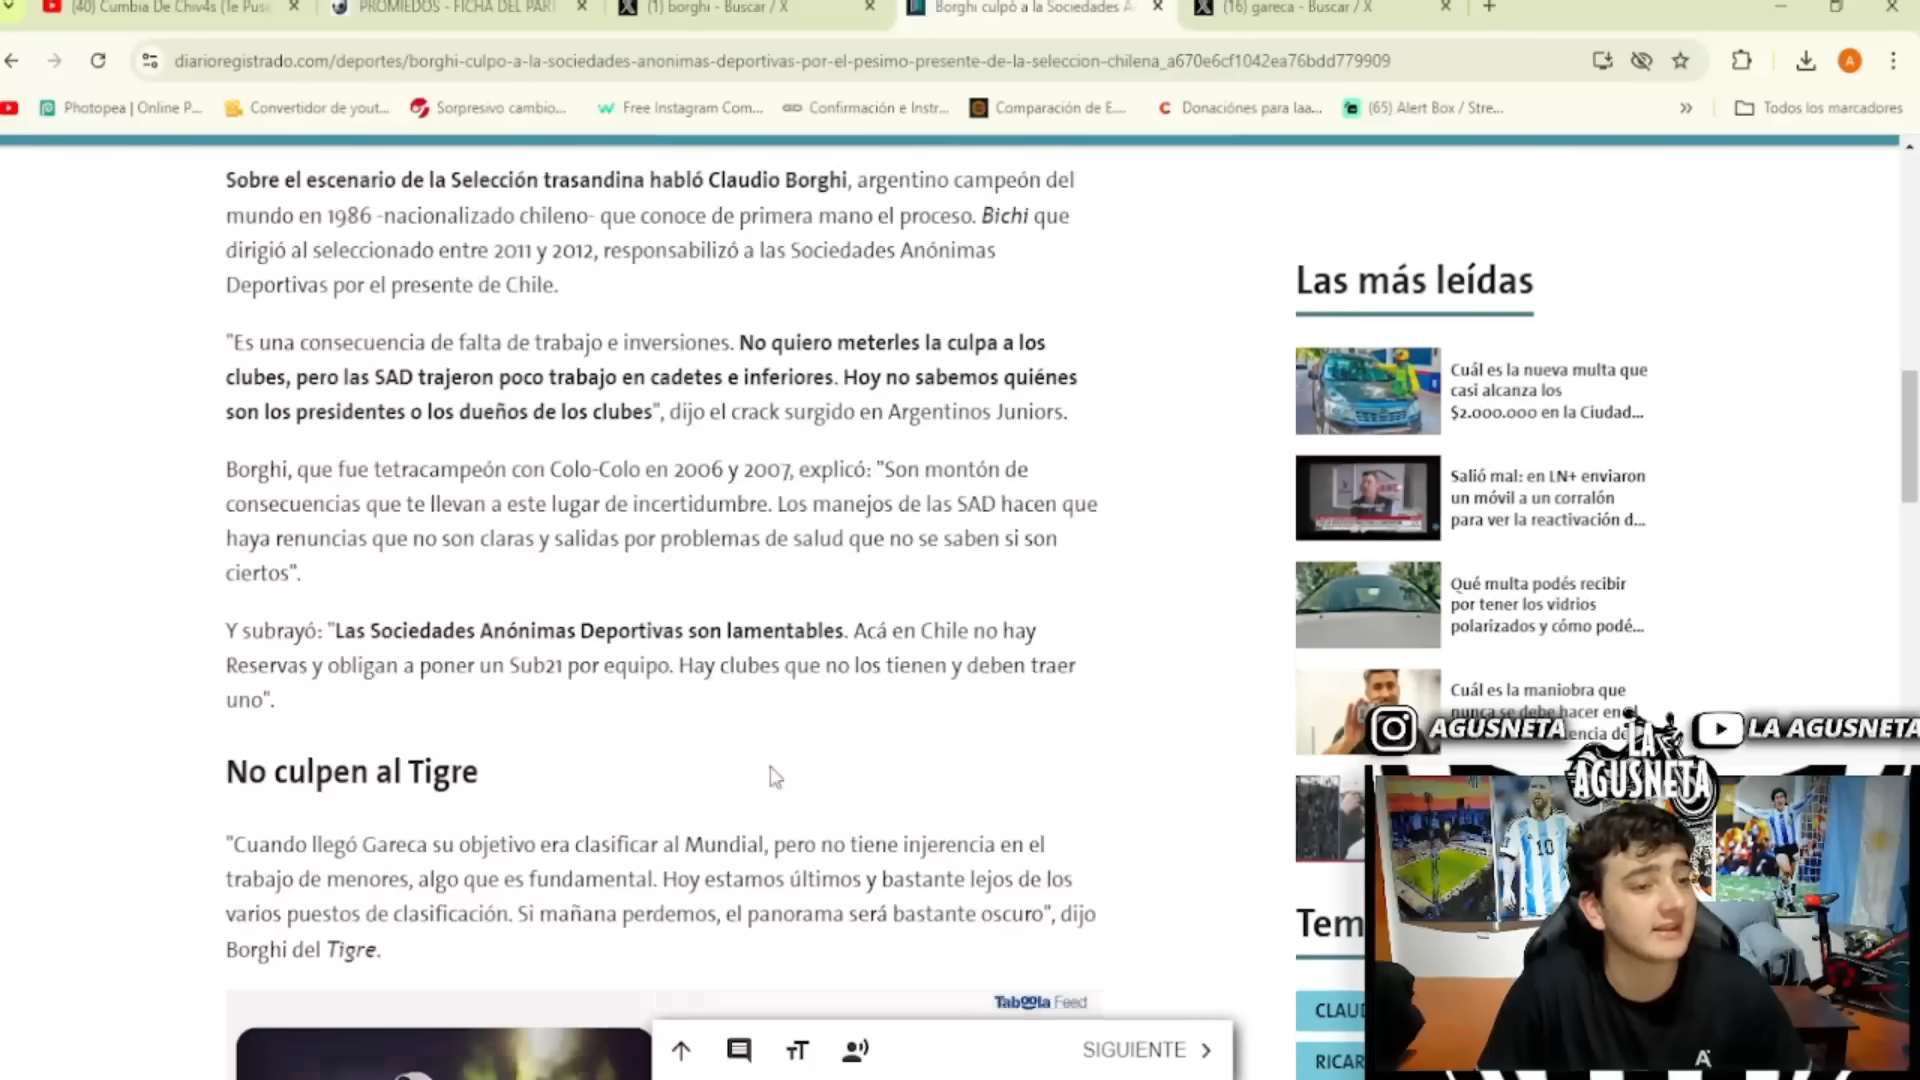 (40) Cumbia De Chiv4s (Te Puse
PROMIEDOS - FICHA DEL PART
(1) borghi - Buscar / X
Borghi culpó a la Sociedades A
(16) gareca - Buscar / X
diarioregistrado.com/deportes/borghi-culpo-a-la-sociedades-anonimas-deportivas-por-el-pesimo-presente-de-la-seleccion-chilena_a670e6cf1042ea76bdd779909
Photopea | Online P...
Convertidor de yout...
Sorpresivo cambio...
Free Instagram Com...
Confirmación e Instr...
Comparación de E...
Donaciónes para laa...
(65) Alert Box / Stre...
Todos los marcadores
Sobre el escenario de la Selección trasandina habló Claudio Borghi, argentino campeón del
mundo en 1986 -nacionalizado chileno- que conoce de primera mano el proceso. Bichi que
dirigió al seleccionado entre 2011 y 2012, responsabilizó a las Sociedades Anónimas
Deportivas por el presente de Chile.
"Es una consecuencia de falta de trabajo e inversiones. No quiero meterles la culpa a los
clubes, pero las SAD trajeron poco trabajo en cadetes e inferiores. Hoy no sabemos quiénes
son los presidentes o los dueños de los clubes", dijo el crack surgido en Argentinos Juniors.
Borghi, que fue tetracampeón con Colo-Colo en 2006 y 2007, explicó: "Son montón de
consecuencias que te llevan a este lugar de incertidumbre. Los manejos de las SAD hacen que
haya renuncias que no son claras y salidas por problemas de salud que no se saben si son
ciertos".
Y subrayó: "Las Sociedades Anónimas Deportivas son lamentables. Acá en Chile no hay
Reservas y obligan a poner un Sub21 por equipo. Hay clubes que no los tienen y deben traer
uno".
No culpen al Tigre
"Cuando llegó Gareca su objetivo era clasificar al Mundial, pero no tiene injerencia en el
trabajo de menores, algo que es fundamental. Hoy estamos últimos y bastante lejos de los
varios puestos de clasificación. Si mañana perdemos, el panorama será bastante oscuro", dijo
Borghi del Tigre.
Taboola Feed
SIGUIENTE
Las más leídas
Cuál es la nueva multa que
casi alcanza los
$2.000.000 en la Ciudad...
Salió mal: en LN+ enviaron
un móvil a un corralón
para ver la reactivación d...
Qué multa podés recibir
por tener los vidrios
polarizados y cómo podé...
Cuál es la maniobra que
nunca se debe hacer en
AGUSNETA
LA AGUSNETA
LA
AGUSNETA
10
Tem
CLAUD
RICAR